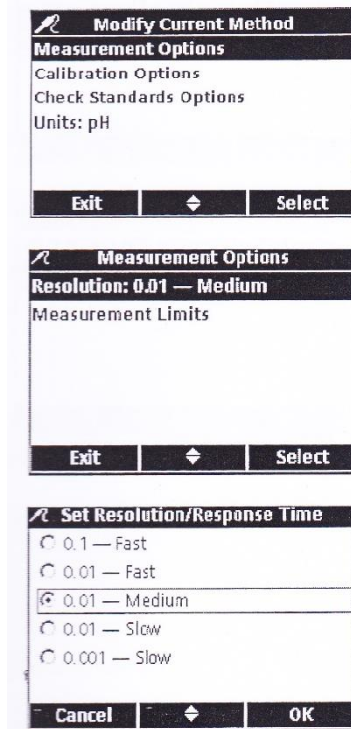 Modify Current Method
Measurement Options
Calibration Options
Check Standards Options
Units: pH
Exit Select
Measurement Options
Resolution: 0.01 — Medium
Measurement Limits
Exit Select
Set Resolution/Response Time
0.1 — Fast
0.01 — Fast
0.01 — Medium
0.01 — Slow
0.001 — Slow
Cancel OK